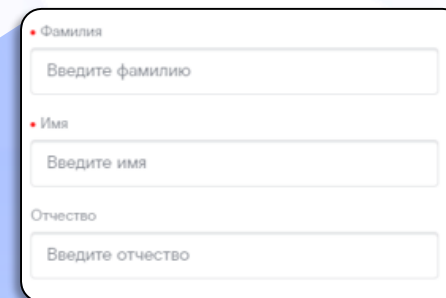 Фамилия
Введите фамилию
Имя
Введите имя
Отчество
Введите отчество